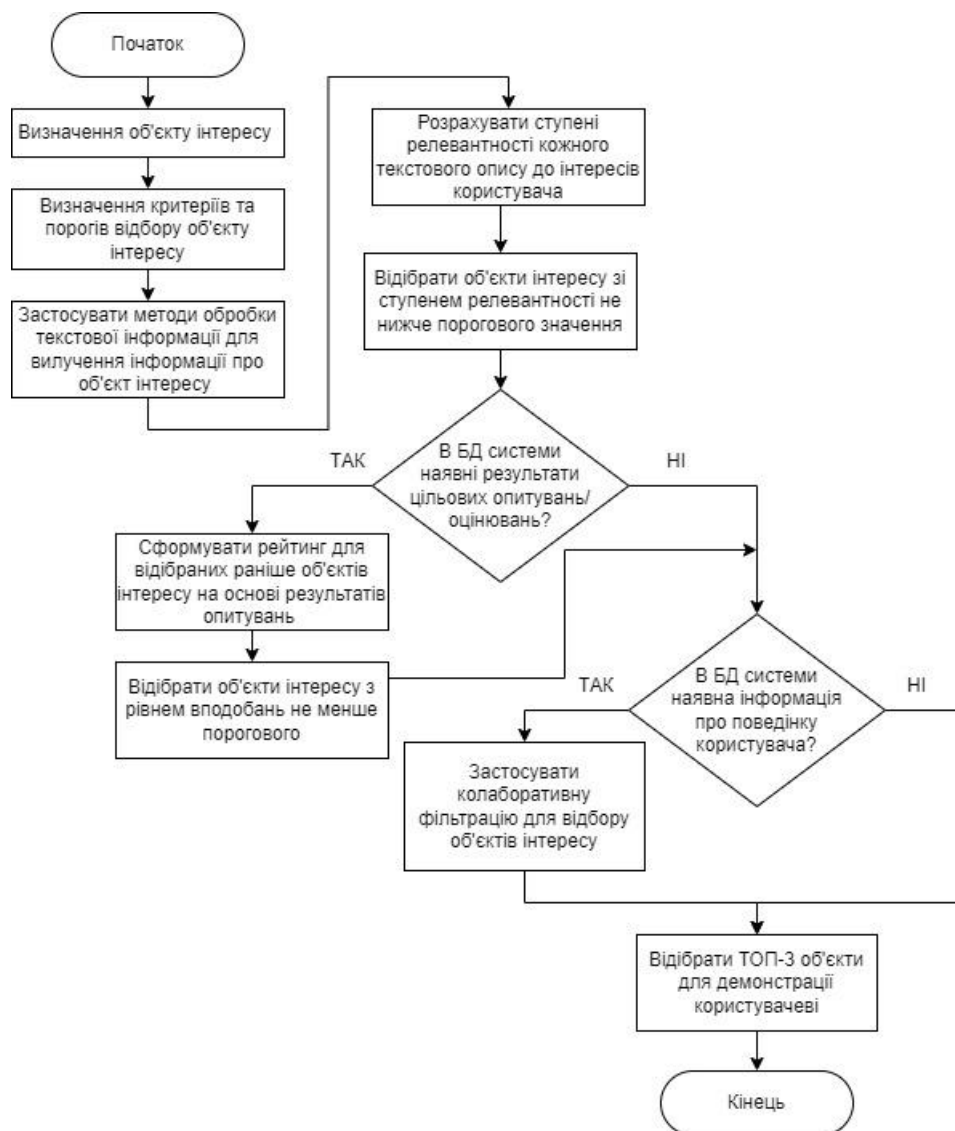 Початок
Визначення об'єкту інтересу
Визначення критеріїв та
порогів відбору об'єкту
інтересу
Застосувати методи обробки
текстової інформації для
вилучення інформації про
об'єкт інтересу
Розрахувати ступені
релевантності кожного
текстового опису до інтересів
користувача
Відібрати об'єкти інтересу зі
ступенем релевантності не
нижче порогового значення
В БД системи
наявні результати
цільових опитувань/
оцінювань?
ТАК
НІ
Сформувати рейтинг для
відібраних раніше об'єктів
інтересу на основі результатів
опитувань
Відібрати об'єкти інтересу з
рівнем вподобань не менше
порогового
В БД системи
наявна інформація
про поведінку
користувача?
ТАК
НІ
Застосувати
колаборативну
фільтрацію для відбору
об'єктів інтересу
Відібрати ТОП-3 об'єкти
для демонстрації
користувачеві
Кінець